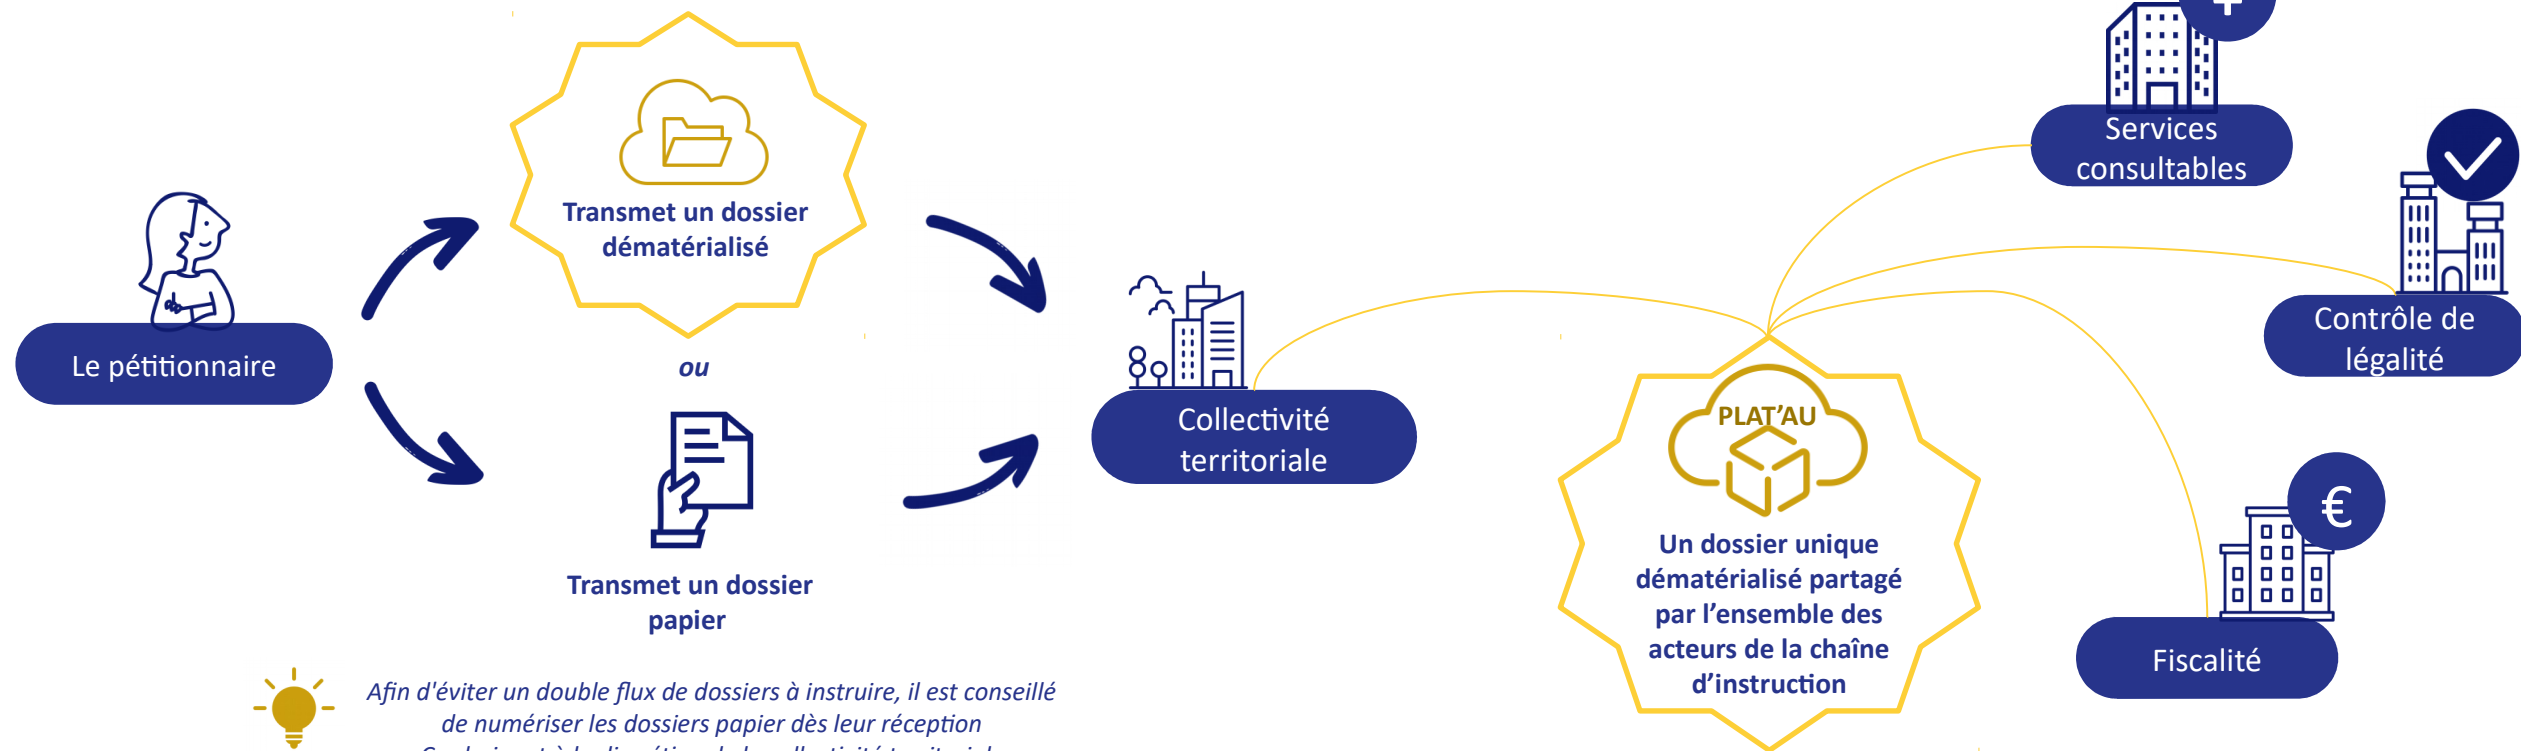 Le pétitionnaire
Transmet un dossier
dématérialisé
ou
Transmet un dossier
papier
Afin d'éviter un double flux de dossiers à instruire, il est conseillé
de numériser les dossiers papier dès leur réception
Collectivité
territoriale
PLAT'AU
Un dossier unique
dématérialisé partagé
par l'ensemble des
acteurs de la chaîne
d'instruction
Services
consultables
Contrôle de
légalité
€
Fiscalité